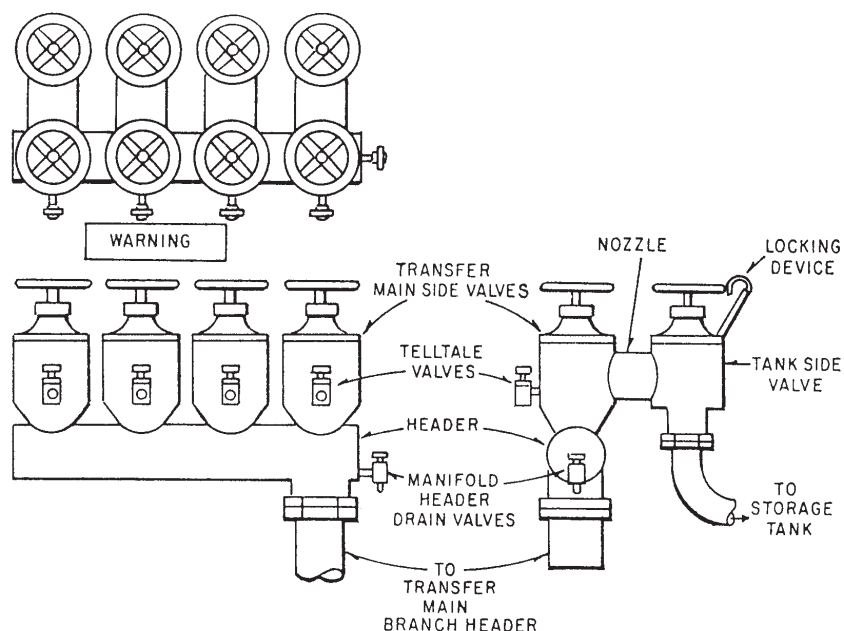 WARNING
TRANSFER
MAIN SIDE VALVES
NOZZLE
LOCKING
DEVICE
TELLTALE
VALVES
TANK SIDE
VALVE
HEADER
MANIFOLD
HEADER
DRAIN VALVES
TO
STORAGE
TANK
TO
TRANSFER
MAIN
BRANCH HEADER